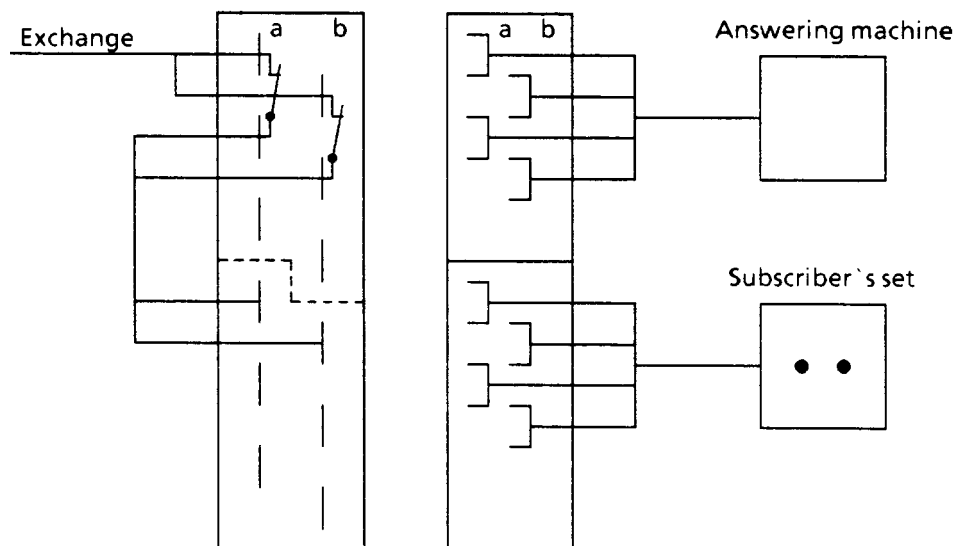 Exchange
a b
a b
Answering machine
Subscriber`s set